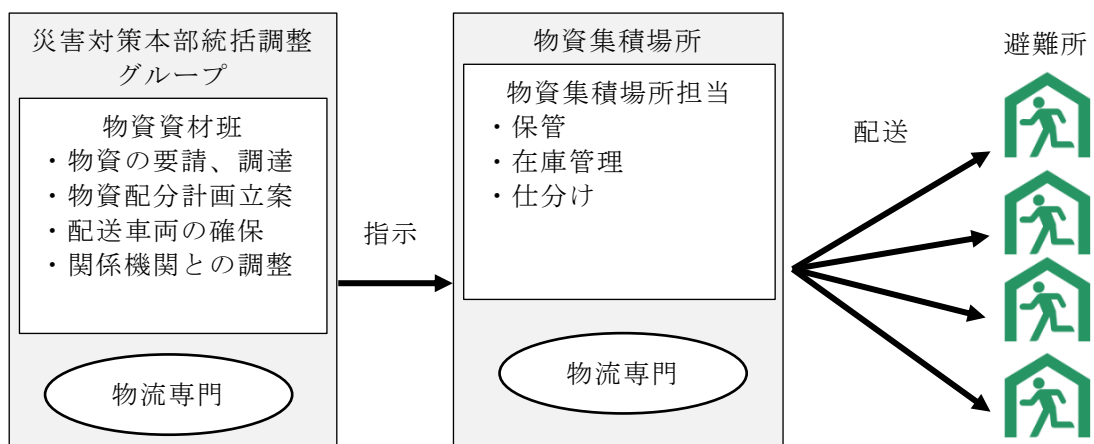 災害対策本部統括調整
グループ
物資資材班
・物資の要請、調達
・物資配分計画立案
・配送車両の確保
・関係機関との調整
物流専門
指示
物資集積場所
物資集積場所担当
・保管
・在庫管理
・仕分け
物流専門
配送
避難所